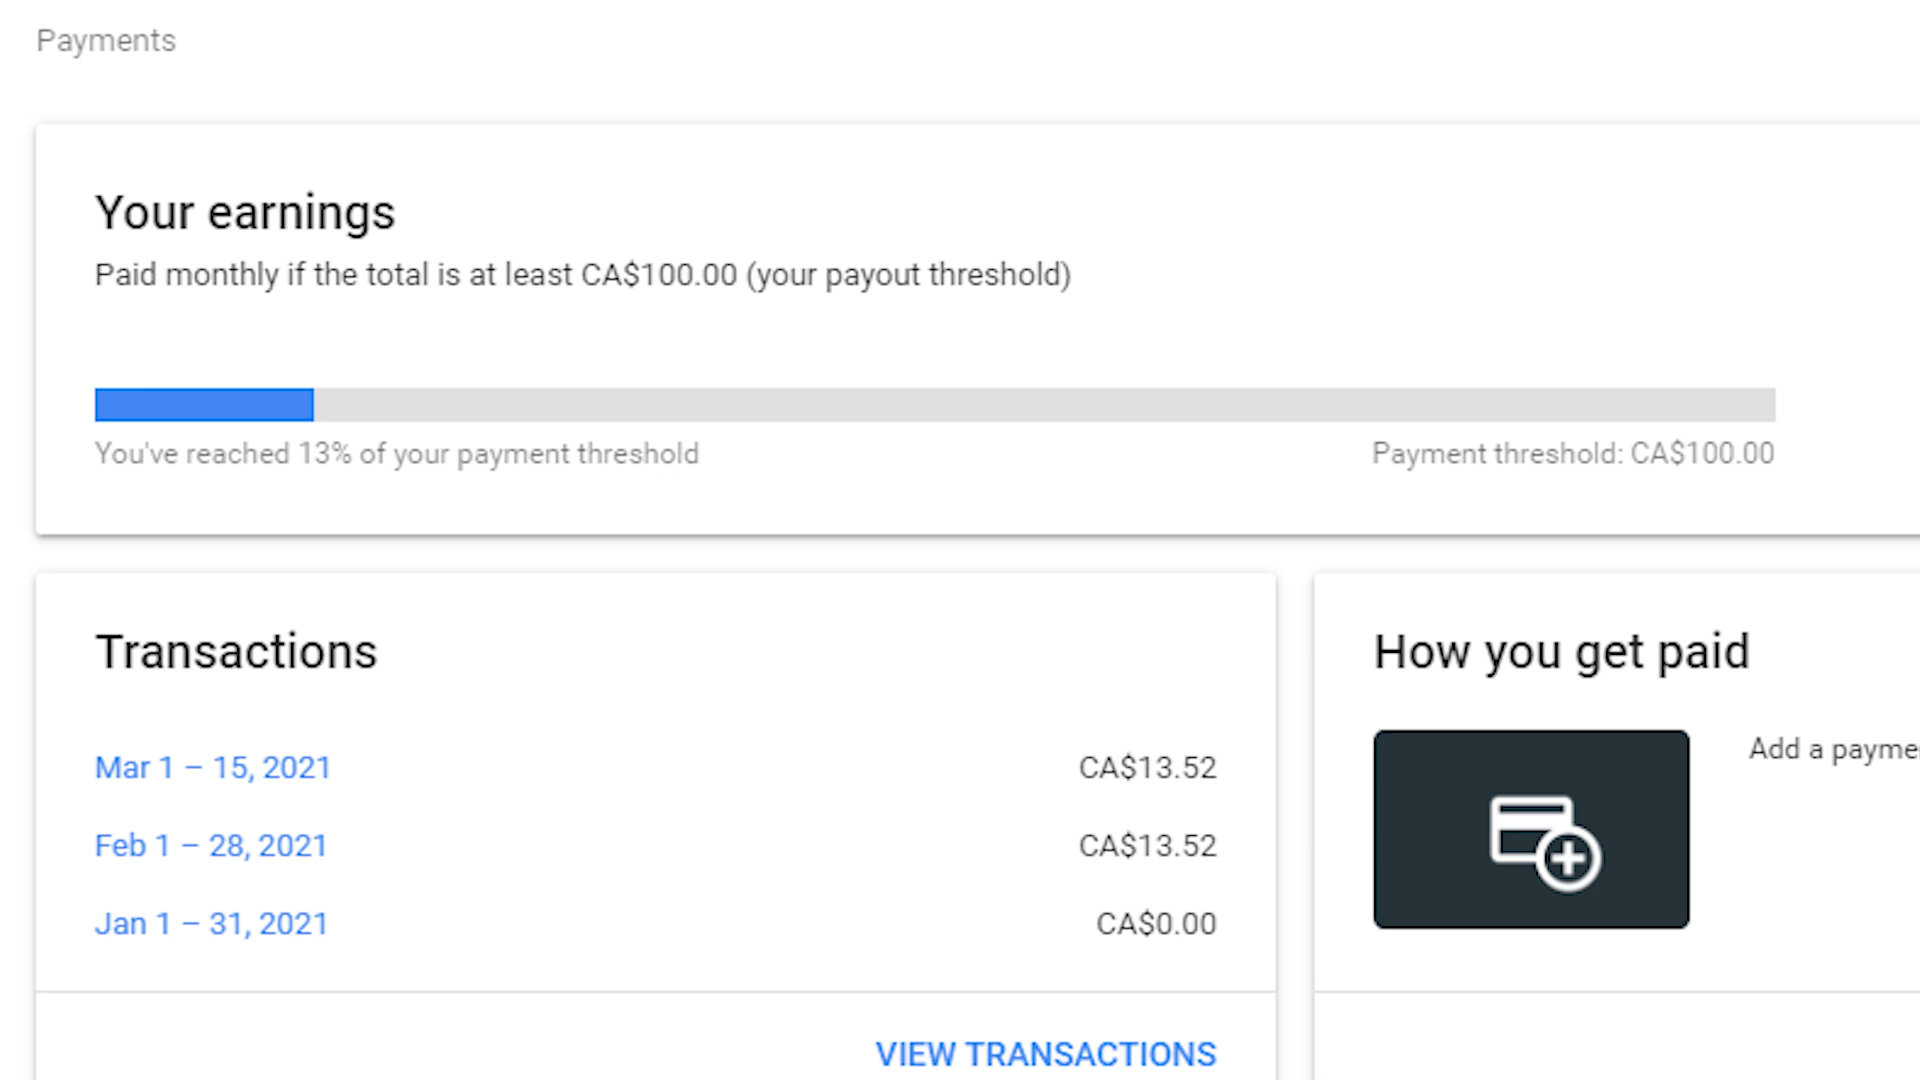 Payments
Your earnings
Paid monthly if the total is at least CA$100.00 (your payout threshold)
You've reached 13% of your payment threshold
Payment threshold: CA$100.00
Transactions
Mar 1 – 15, 2021 CA$13.52
Feb 1 – 28, 2021 CA$13.52
Jan 1 – 31, 2021 CA$0.00
VIEW TRANSACTIONS
How you get paid
Add a payme